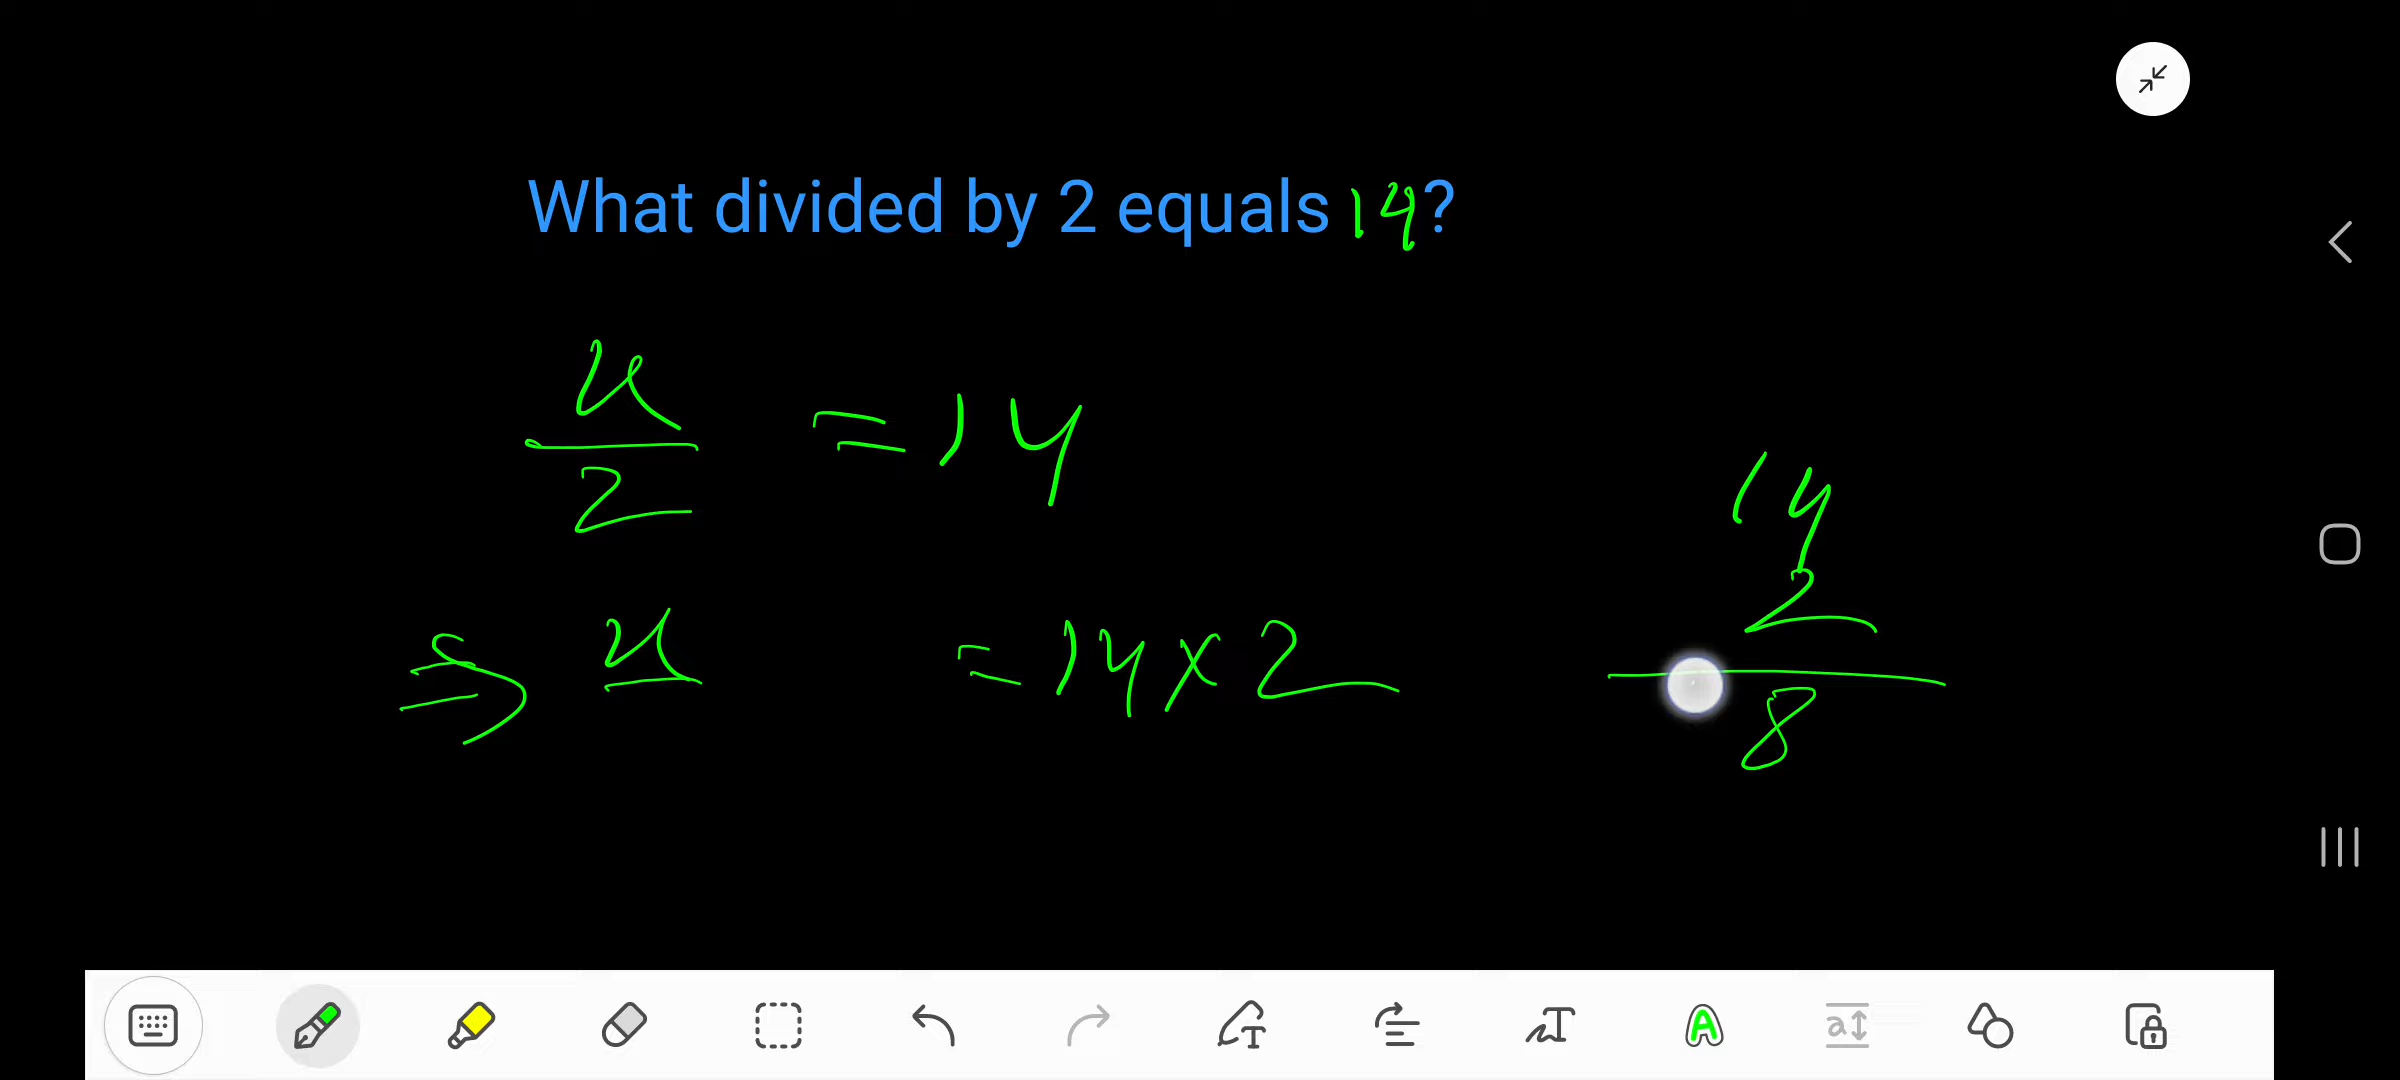 What divided by 2 equals 14?
x
2
= 14
⇒ x = 14 × 2
14
2
8